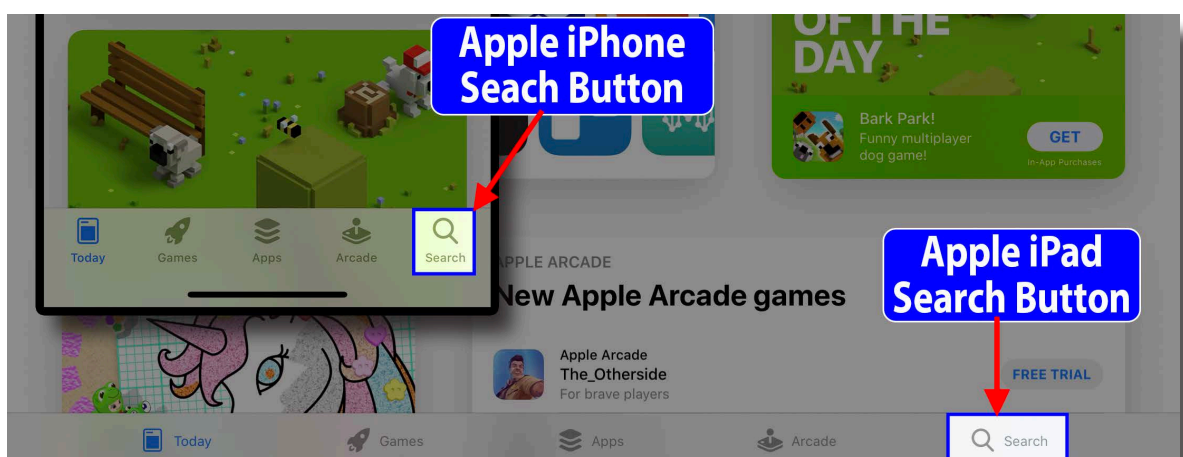 Apple iPhone
Seach Button
OF THE
DAY
Bark Park!
Funny multiplayer
dog game!
GET
In-App Purchases
Today
Games
Apps
Arcade
Search
APPLE ARCADE
New Apple Arcade games
Apple iPad
Search Button
Apple Arcade
The_Otherside
For brave players
FREE TRIAL
Today
Games
Apps
Arcade
Search